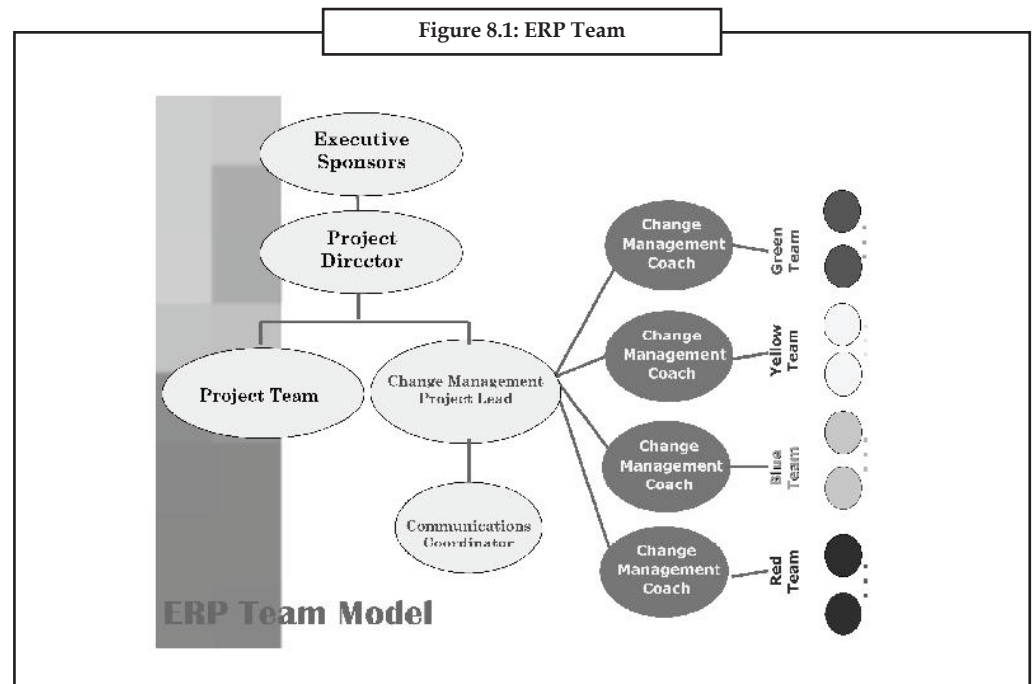 Figure 8.1: ERP Team
Executive
Sponsors
Project
Director
Project Team
Change Management
Project Lead
Communications
Coordinator
Change
Management
Coach
Green
Team
Change
Management
Coach
Yellow
Team
Change
Management
Coach
Blue
Team
Change
Management
Coach
Red
Team
ERP Team Model